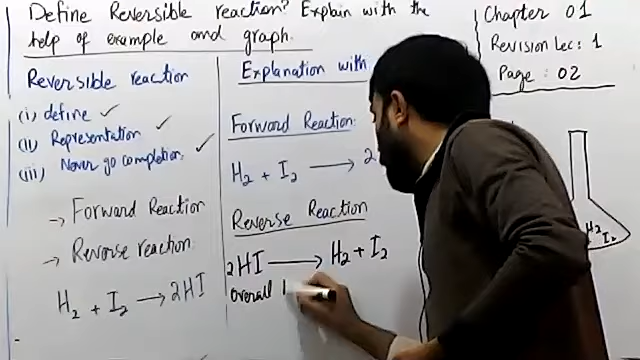 Define Reversible reaction? Explain with the
help of example and graph.
Chapter 01
Revision Lec: 1
Page : 02
Reversible reaction
(i) define ✓
(ii) Representation ✓
(iii) Never go completion. ✓
→ Forward Reaction
→ Reverse reaction.
H₂ + I₂ → 2HI
Explanation with
Forward Reaction:
H₂ + I₂ → 2
Reverse Reaction
2HI → H₂ + I₂
Overall
H₂
I₂